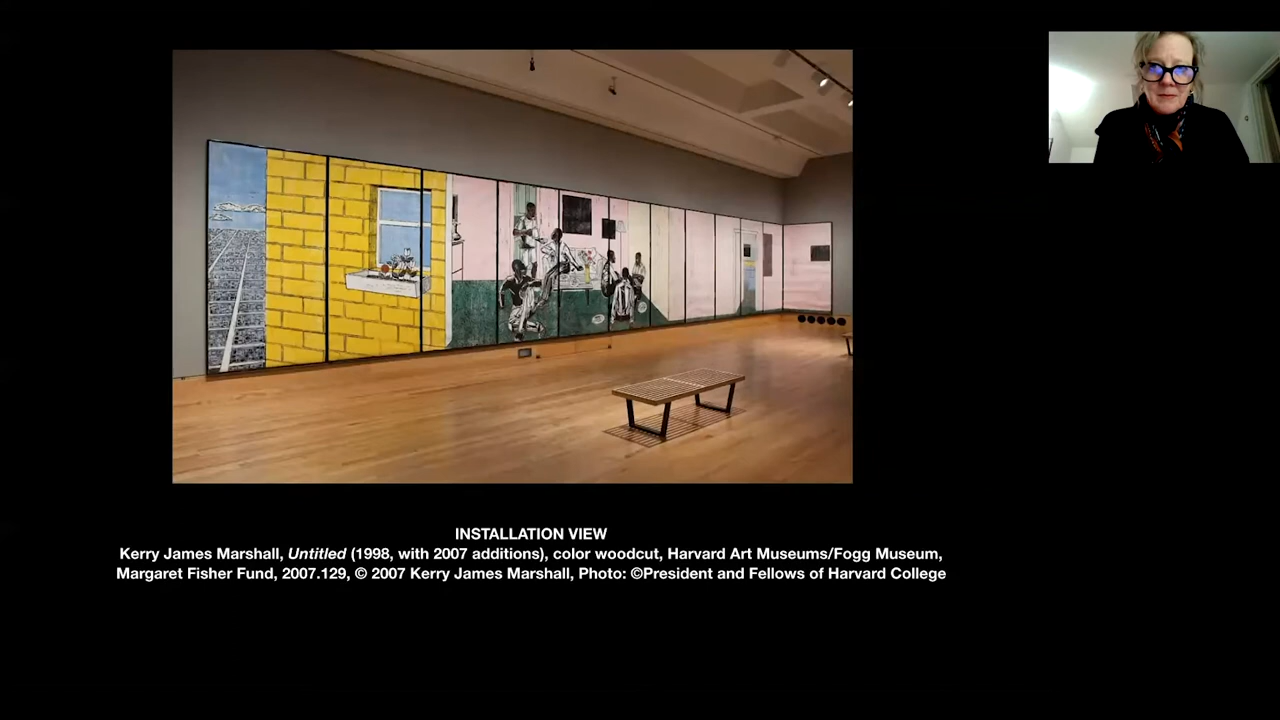 INSTALLATION VIEW
Kerry James Marshall, Untitled (1998, with 2007 additions), color woodcut, Harvard Art Museums/Fogg Museum,
Margaret Fisher Fund, 2007.129, © 2007 Kerry James Marshall, Photo: ©President and Fellows of Harvard College